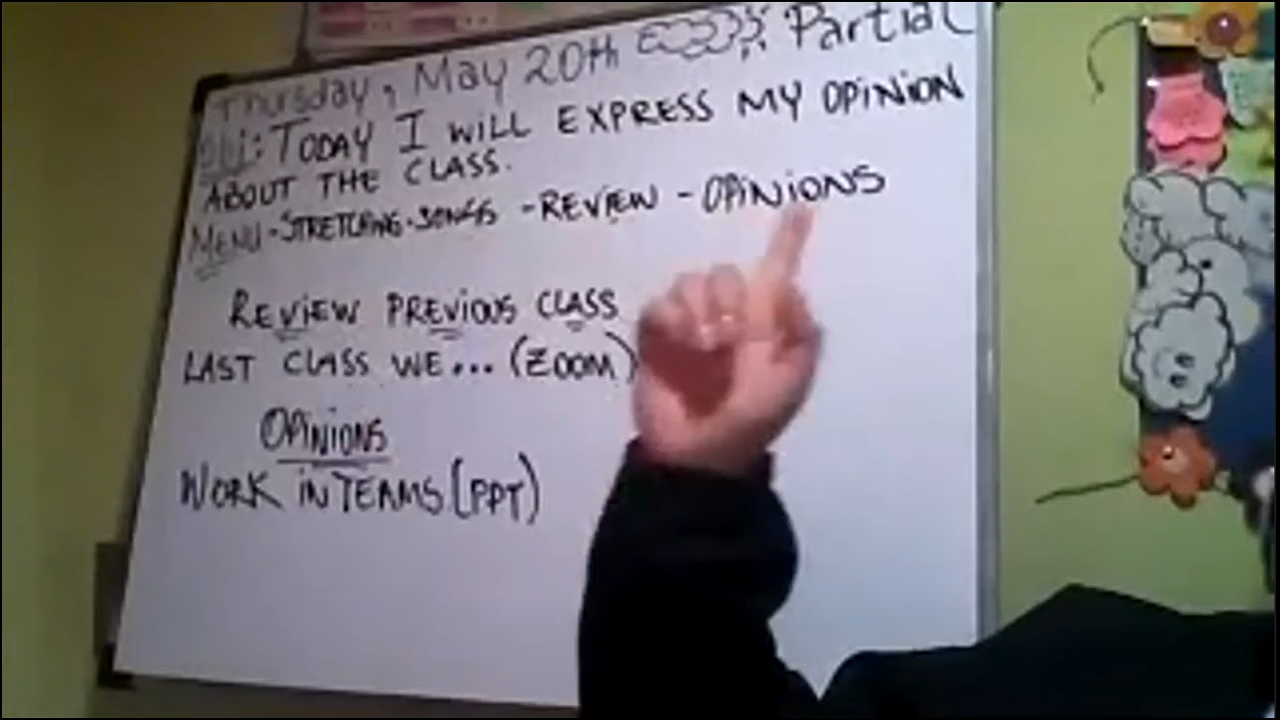 Thursday, May 20th Partial
Obj: TODAY I WILL EXPRESS MY OPINION
ABOUT THE CLASS.
MENU - STRETCHING - SONGS - REVIEW - OPINIONS
REVIEW PREVIOUS CLASS
LAST CLASS WE... (ZOOM)
OPINIONS
WORK IN TEAMS (PPT)